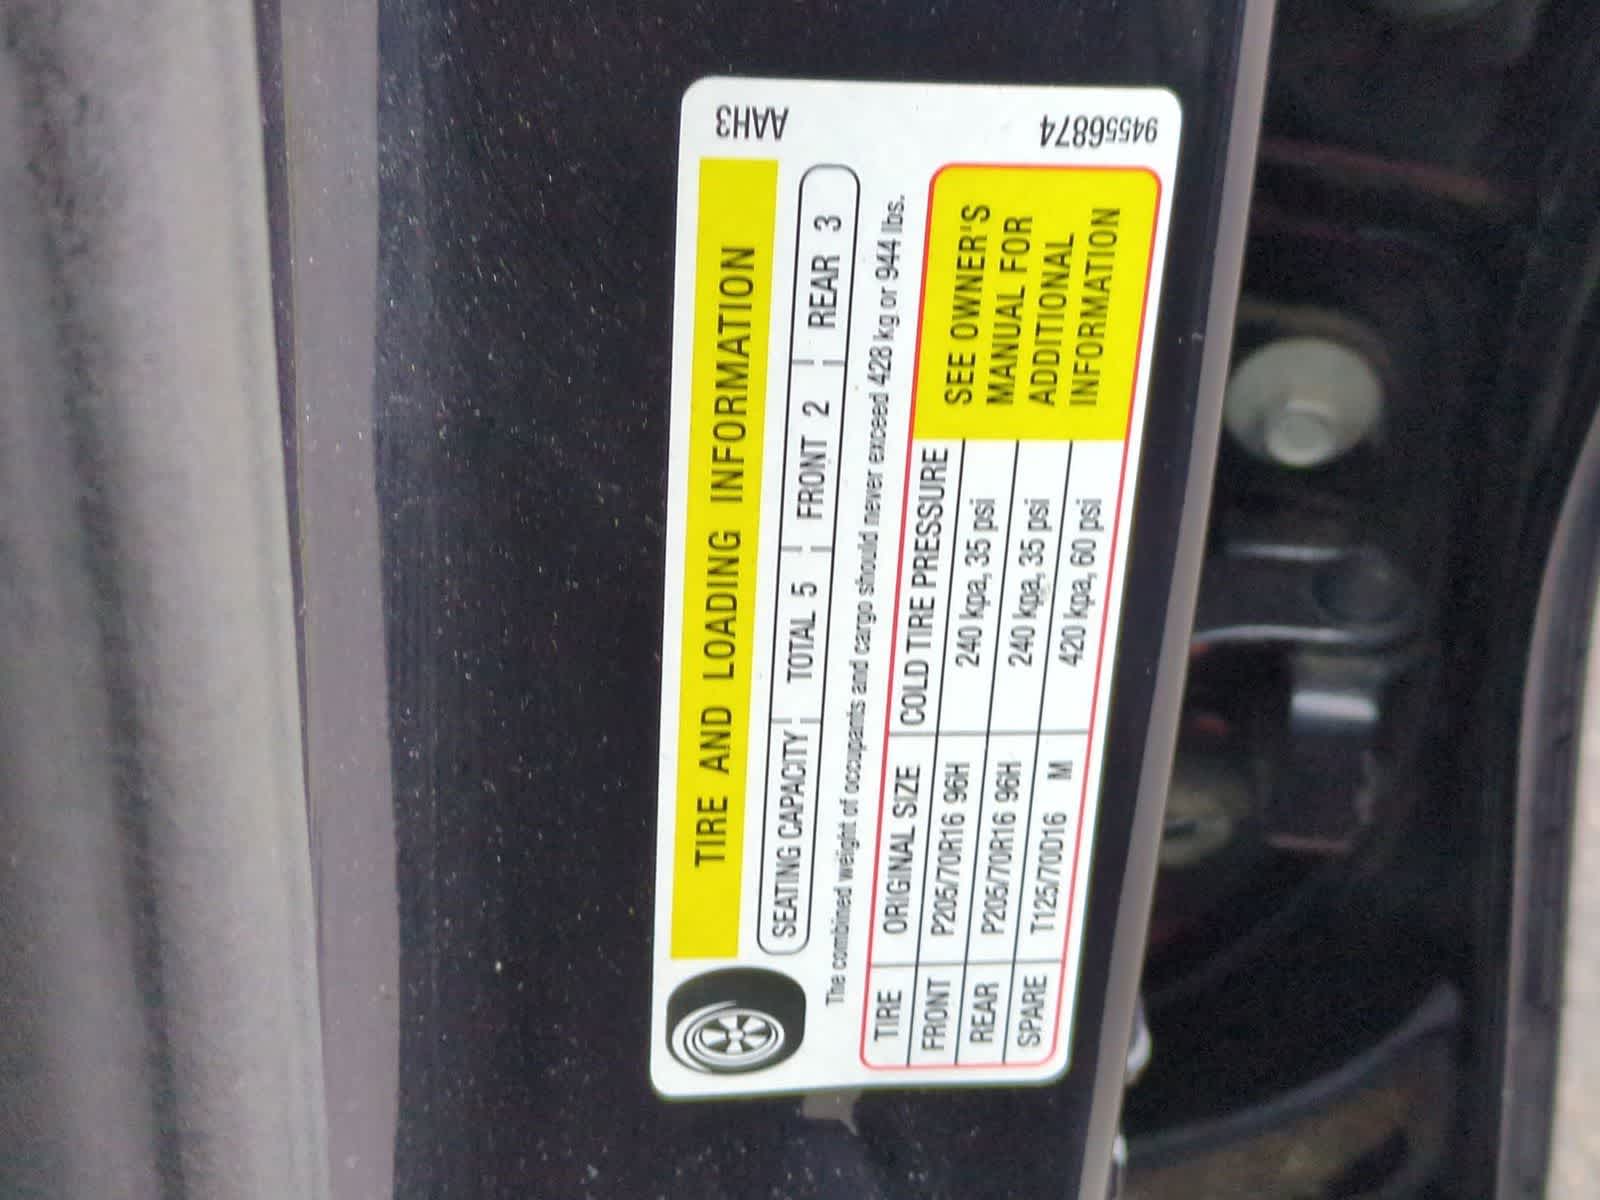 TIRE AND LOADING INFORMATION
SEATING CAPACITY TOTAL 5 FRONT 2 REAR 3
The combined weight of occupants and cargo should never exceed 428 kg or 944 lbs.
TIRE ORIGINAL SIZE COLD TIRE PRESSURE
FRONT P205/70R16 96H 240 kpa, 35 psi
REAR P205/70R16 96H 240 kpa, 35 psi
SPARE T125/70D16 M 420 kpa, 60 psi
SEE OWNER'S
MANUAL FOR
ADDITIONAL
INFORMATION
AAH3
94556874